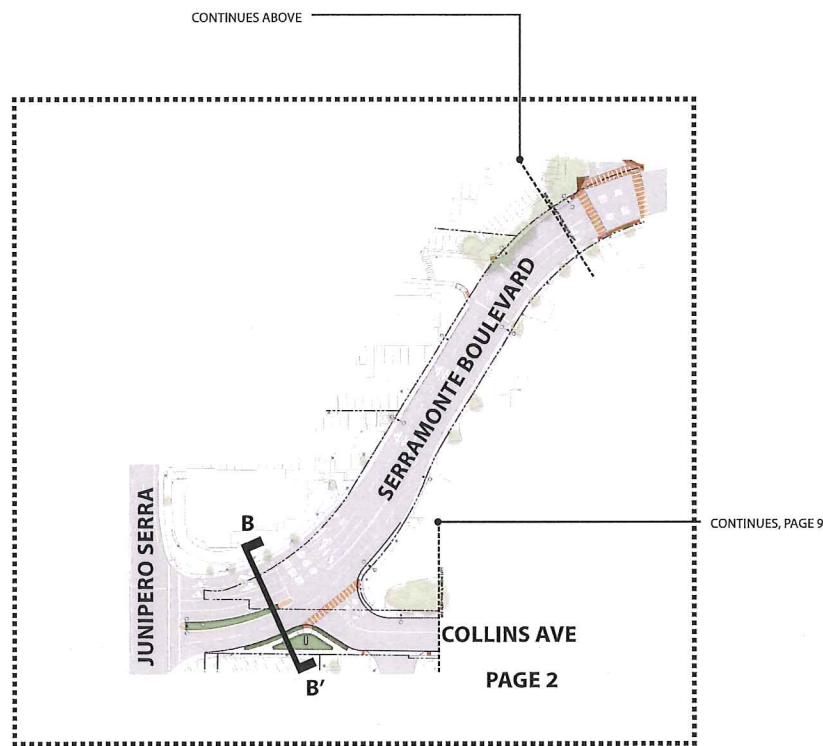 CONTINUES ABOVE
SERRAMONTE BOULEVARD
JUNIPERO SERRA
B
CONTINUES, PAGE 9
COLLINS AVE
PAGE 2
B'